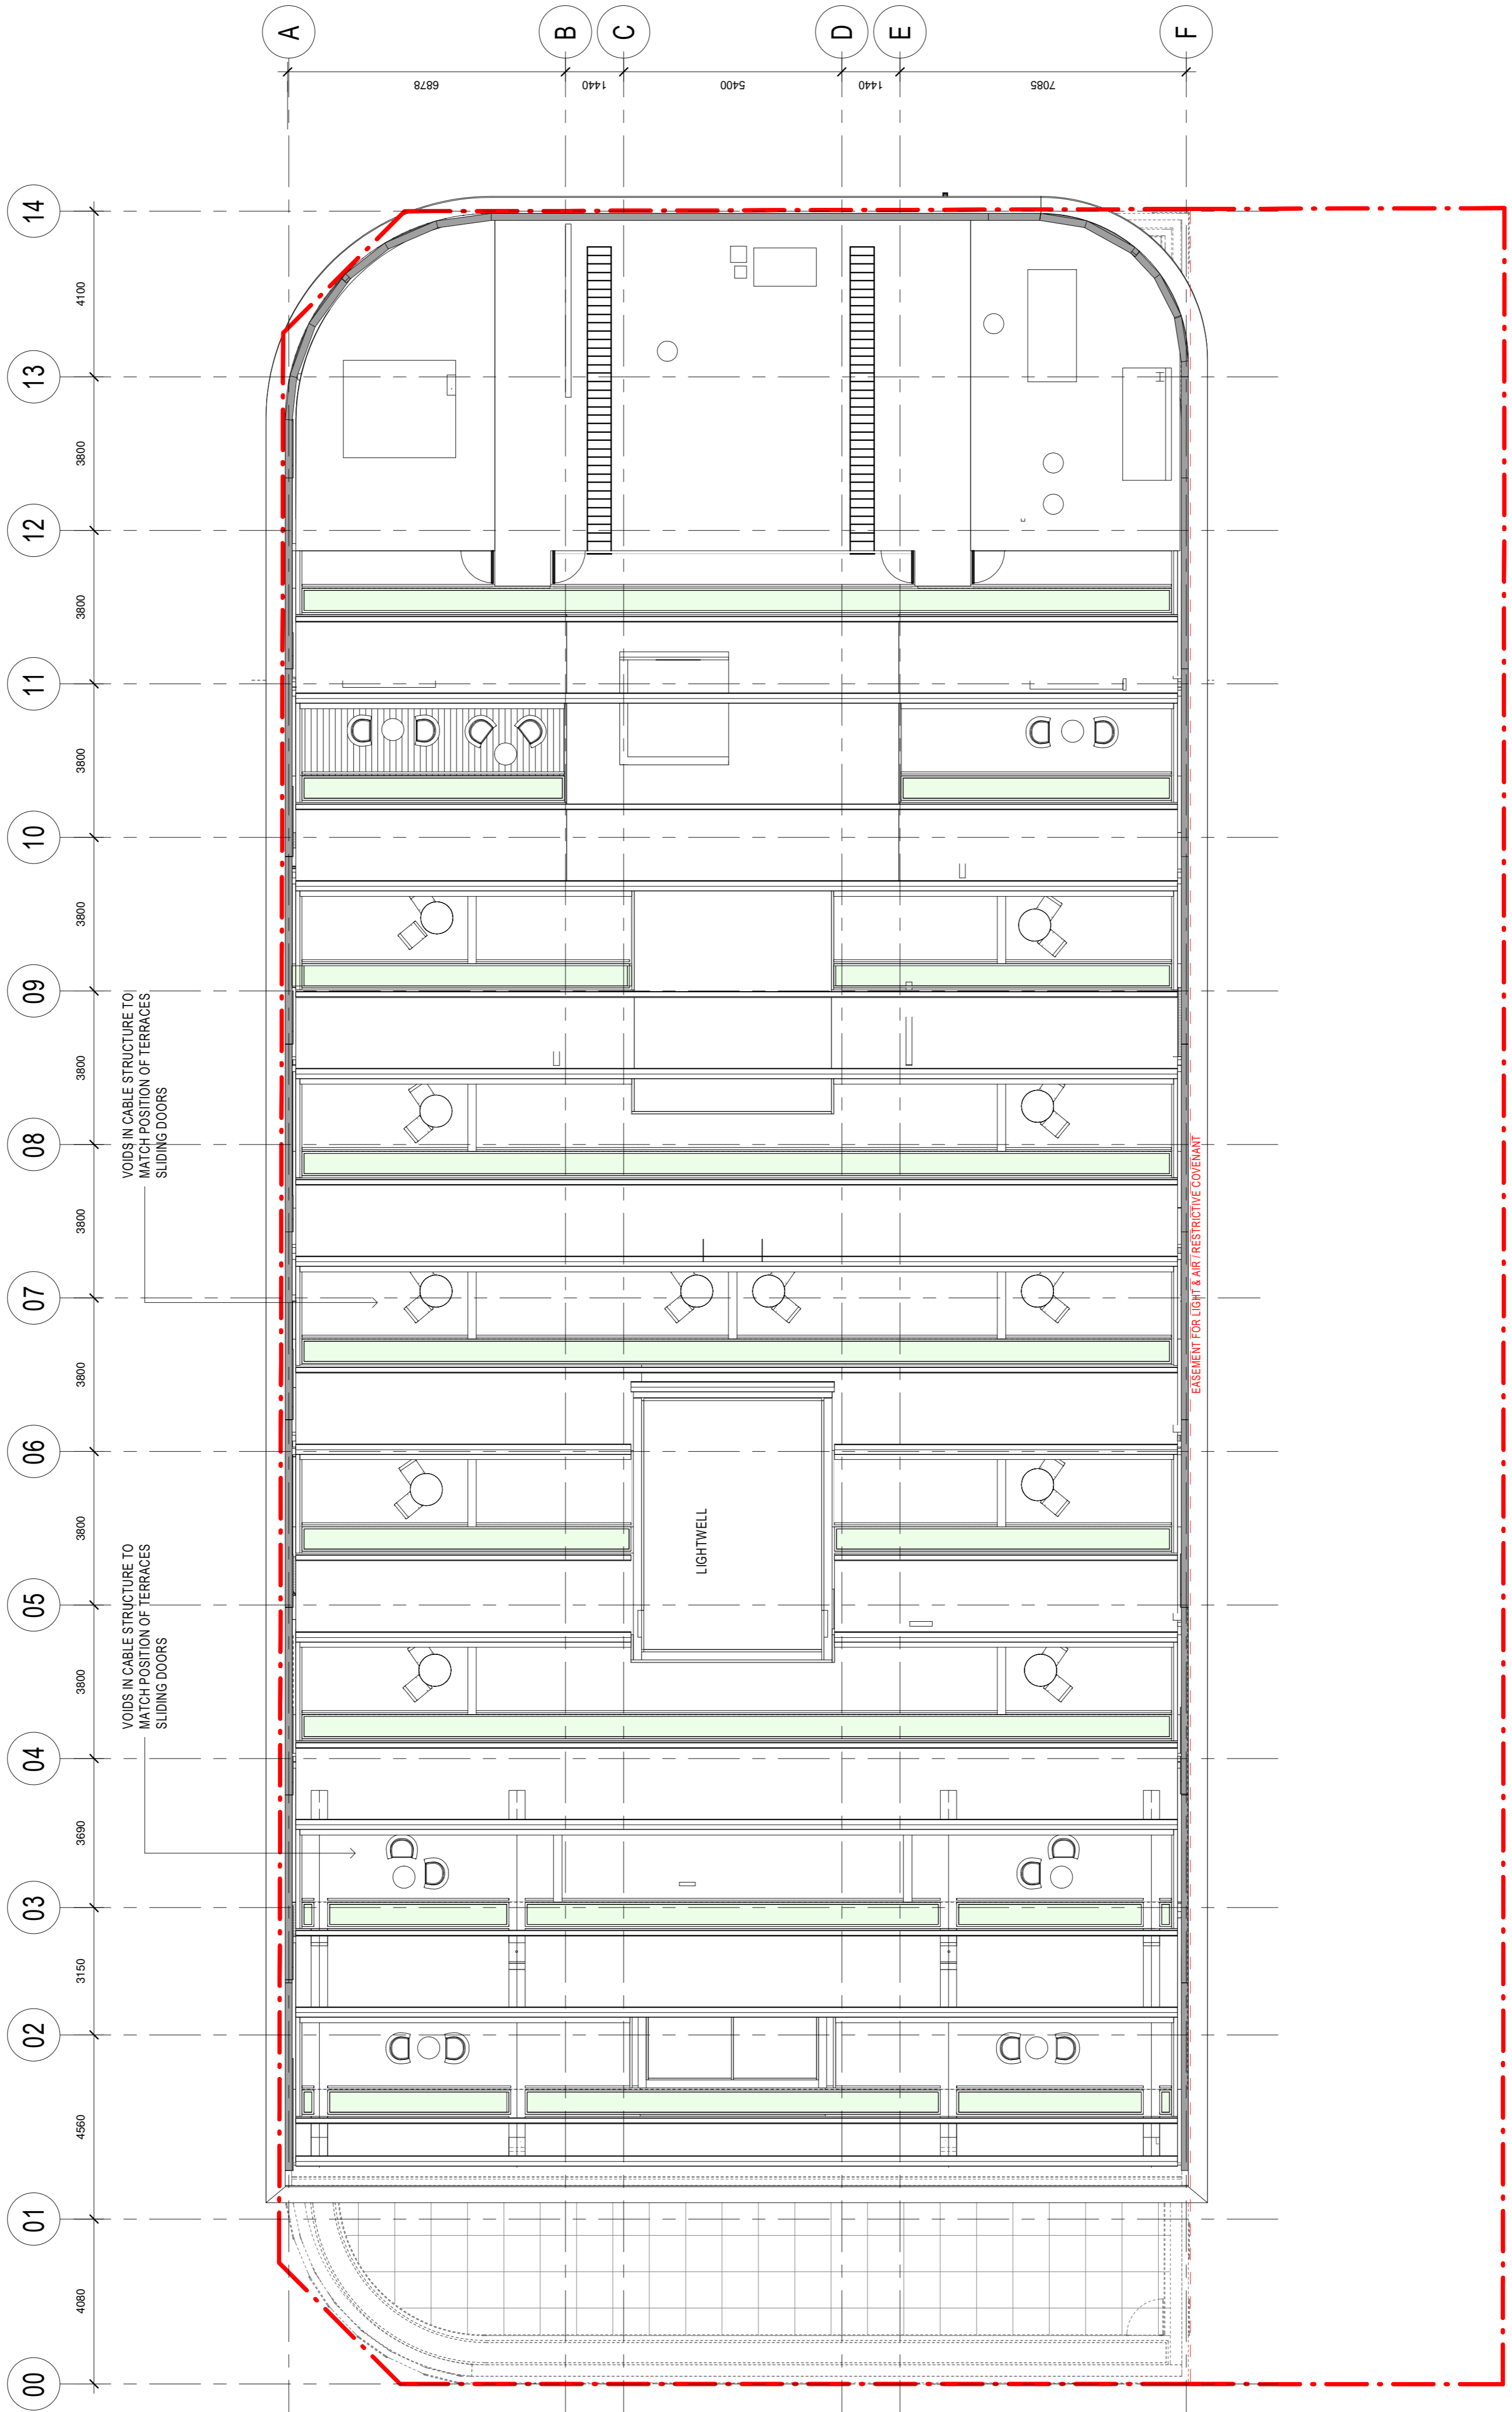 A
B
C
D
E
F
6878
1440
5400
1440
7085
14
4100
13
3800
12
3800
11
3800
10
3800
09
3800
08
3800
07
3800
06
3800
05
3800
04
3690
03
3150
02
4560
01
4080
00
VOIDS IN CABLE STRUCTURE TO
MATCH POSITION OF TERRACES
SLIDING DOORS
VOIDS IN CABLE STRUCTURE TO
MATCH POSITION OF TERRACES
SLIDING DOORS
LIGHTWELL
EASEMENT FOR LIGHT & AIR / RESTRICTIVE COVENANT